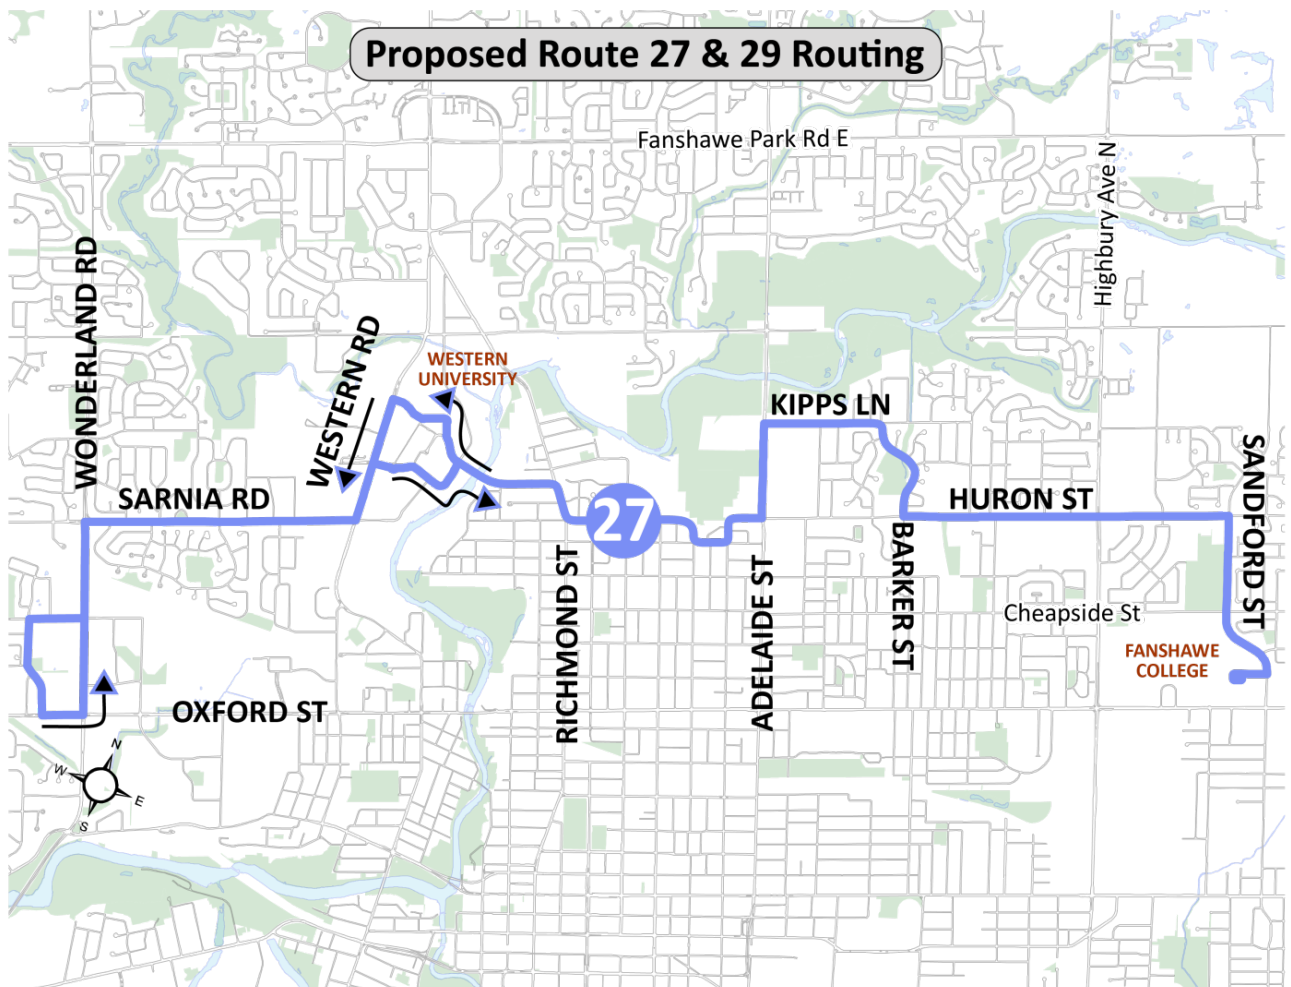 Proposed Route 27 & 29 Routing
Fanshawe Park Rd E
Highbury Ave N
WONDERLAND RD
WESTERN RD
WESTERN
UNIVERSITY
KIPPS LN
SARNIA RD
27
HURON ST
SANDFORD ST
BARKER ST
RICHMOND ST
ADELAIDE ST
Cheapside St
FANSHAWE
COLLEGE
OXFORD ST
N
W
E
S